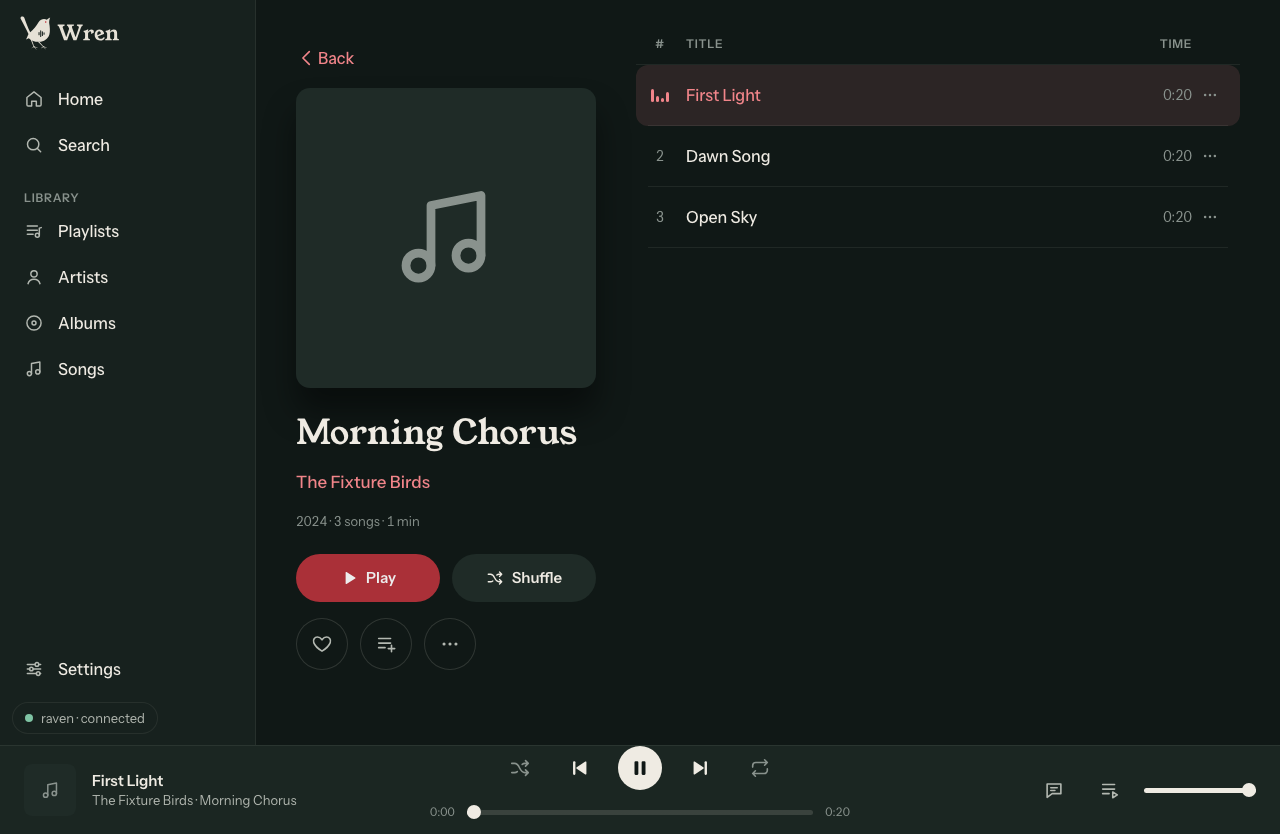 Wren
Home
Search
LIBRARY
Playlists
Artists
Albums
Songs
Settings
raven · connected
Back
Morning Chorus
The Fixture Birds
2024 · 3 songs · 1 min
Play
Shuffle
# TITLE TIME
First Light 0:20
2 Dawn Song 0:20
3 Open Sky 0:20
First Light
The Fixture Birds · Morning Chorus
0:00
0:20